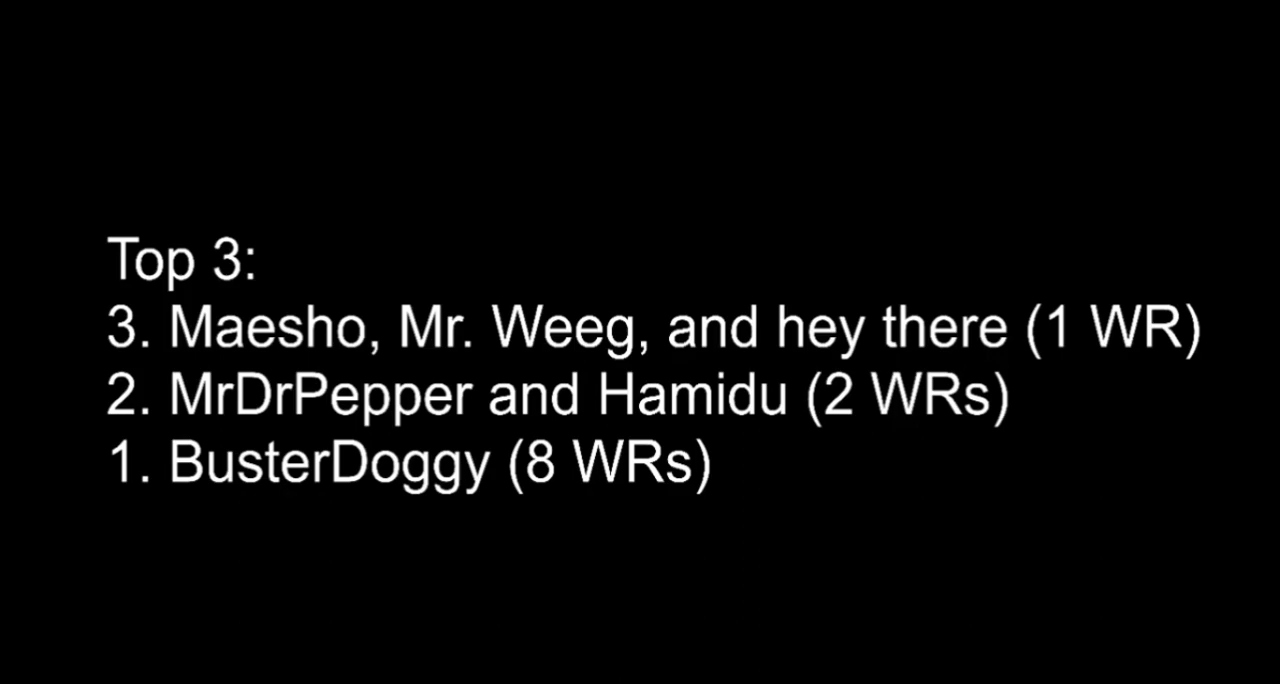 Top 3:
3. Maesho, Mr. Weeg, and hey there (1 WR)
2. MrDrPepper and Hamidu (2 WRs)
1. BusterDoggy (8 WRs)